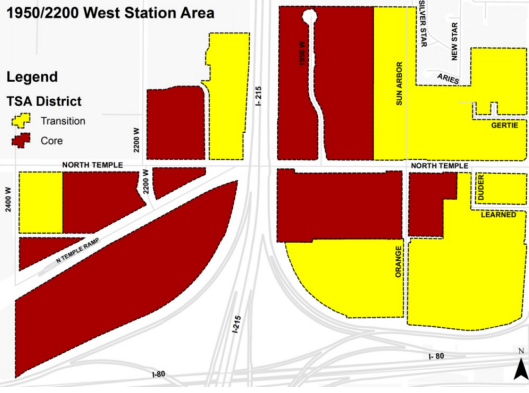 1950/2200 West Station Area
Legend
TSA District
Transition
Core
SILVER STAR
NEW STAR
ARIES
1950 W
SUN ARBOR
I- 215
GERTIE
2200 W
NORTH TEMPLE
NORTH TEMPLE
2400 W
2200 W
DUDER
LEARNED
N TEMPLE RAMP
ORANGE
I-215
I- 80
I-80
N